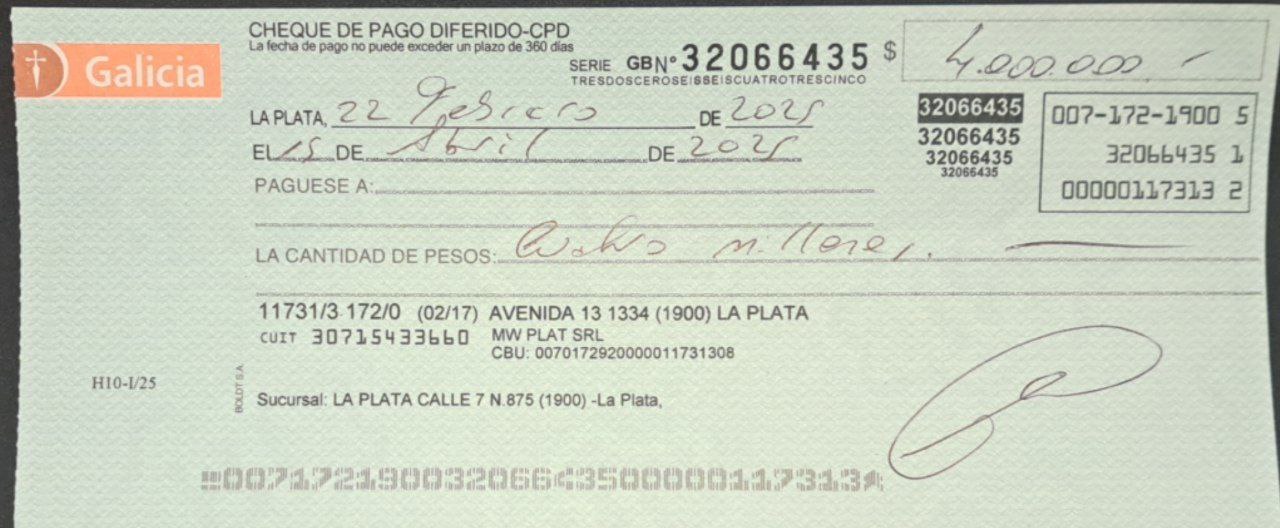 CHEQUE DE PAGO DIFERIDO-CPD
La fecha de pago no puede exceder un plazo de 360 días
Galicia
SERIE GB Nº 32066435 $ 4.000.000.-
TRESDOSCEROSEISSEISCUATROTRESCINCO
LA PLATA, 22 Febrero DE 2025
EL 15 DE Abril DE 2025
PAGUESE A:
32066435
32066435
32066435
32066435
007-172-1900 5
32066435 1
00000117313 2
LA CANTIDAD DE PESOS: Cuatro millones.
11731/3 172/0 (02/17) AVENIDA 13 1334 (1900) LA PLATA
CUIT 30715433660 MW PLAT SRL
CBU: 0070172920000011731308
H10-I/25
BOLDT S.A.
Sucursal: LA PLATA CALLE 7 N.875 (1900) -La Plata,
00717219003206643500000117313